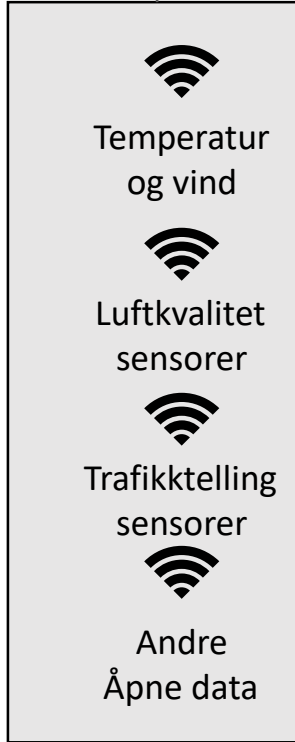 Temperatur
og vind
Luftkvalitet
sensorer
Trafikktelling
sensorer
Andre
Åpne data